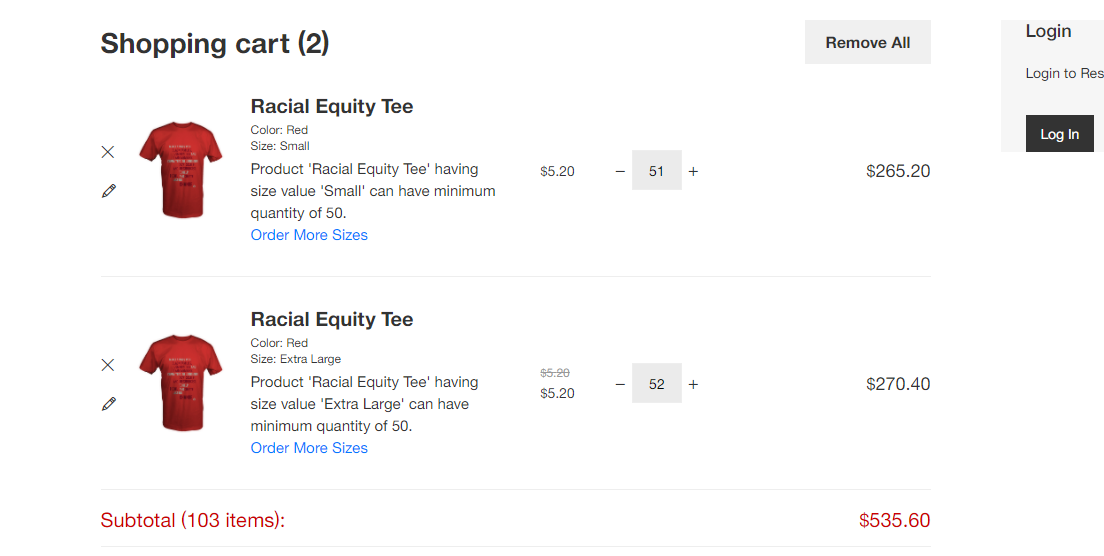 Shopping cart (2)
Remove All
Login
Login to Res
Log In
Racial Equity Tee
Color: Red
Size: Small
Product 'Racial Equity Tee' having
size value 'Small' can have minimum
quantity of 50.
Order More Sizes
$5.20
− 51 +
$265.20
Racial Equity Tee
Color: Red
Size: Extra Large
Product 'Racial Equity Tee' having
size value 'Extra Large' can have
minimum quantity of 50.
Order More Sizes
$5.20
$5.20
− 52 +
$270.40
Subtotal (103 items):
$535.60